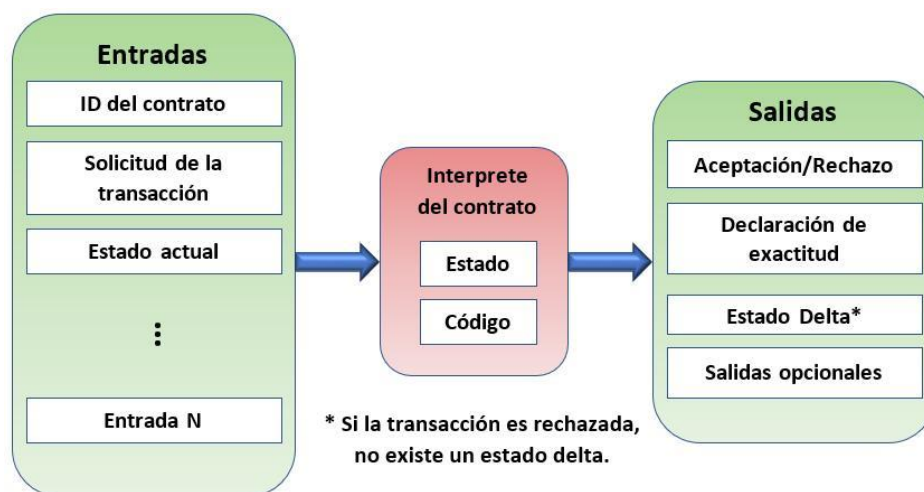 Entradas
ID del contrato
Solicitud de la
transacción
Estado actual
Entrada N
Interprete
del contrato
Estado
Código
* Si la transacción es rechazada,
no existe un estado delta.
Salidas
Aceptación/Rechazo
Declaración de
exactitud
Estado Delta*
Salidas opcionales